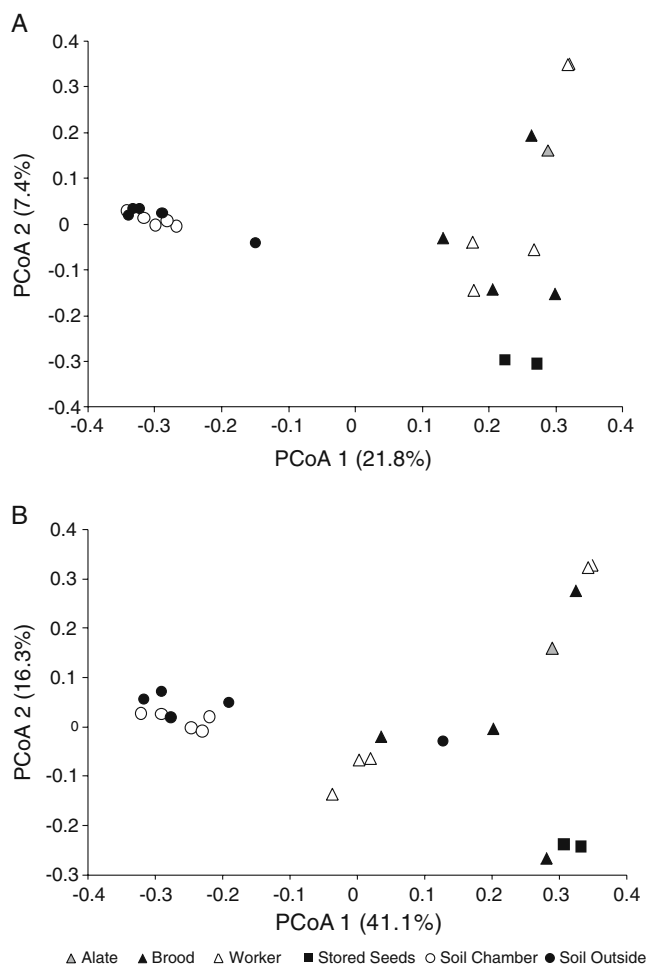 A
0.4
0.3
0.2
0.1
0
-0.1
-0.2
-0.3
-0.4
PCoA 2 (7.4%)
-0.4 -0.3 -0.2 -0.1 0 0.1 0.2 0.3 0.4
PCoA 1 (21.8%)
B
0.4
0.3
0.2
0.1
0
-0.1
-0.2
-0.3
PCoA 2 (16.3%)
-0.4 -0.3 -0.2 -0.1 0 0.1 0.2 0.3 0.4
PCoA 1 (41.1%)
Alate Brood Worker Stored Seeds Soil Chamber Soil Outside